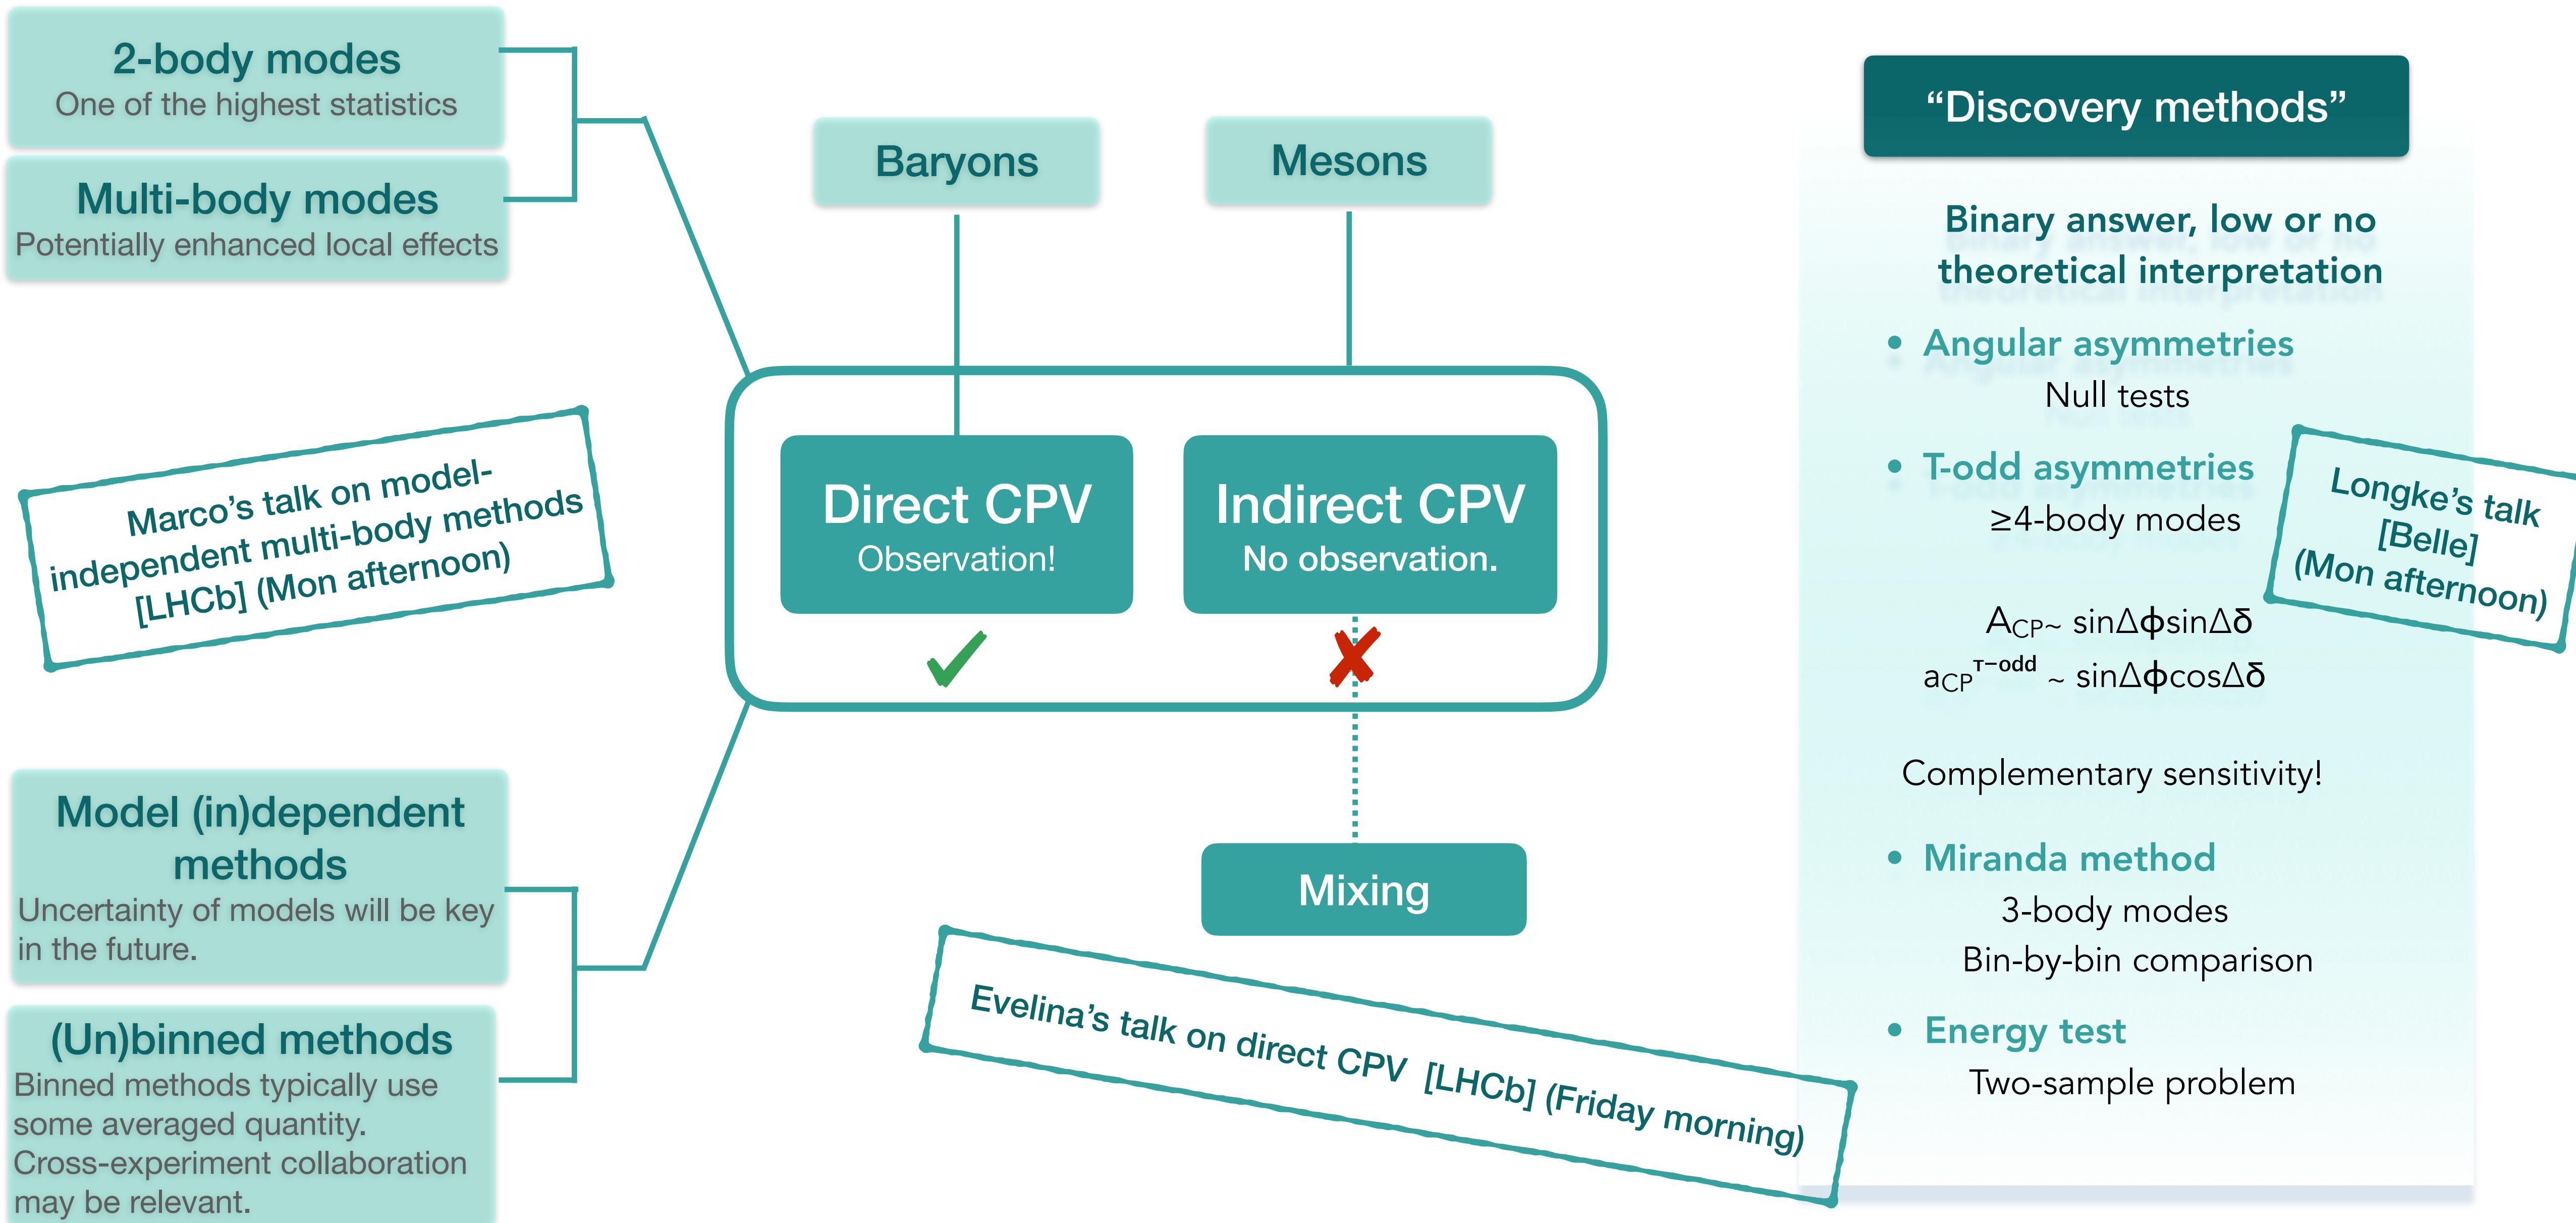 2-body modes
One of the highest statistics
Multi-body modes
Potentially enhanced local effects
Baryons
Mesons
Marco’s talk on model-
independent multi-body methods
[LHCb] (Mon afternoon)
Direct CPV
Observation!
Indirect CPV
No observation.
Mixing
Model (in)dependent
methods
Uncertainty of models will be key
in the future.
(Un)binned methods
Binned methods typically use
some averaged quantity.
Cross-experiment collaboration
may be relevant.
Evelina’s talk on direct CPV [LHCb] (Friday morning)
“Discovery methods”
Binary answer, low or no
theoretical interpretation
• Angular asymmetries
Null tests
• T-odd asymmetries
≥4-body modes
A_CP~ sinΔϕsinΔδ
a_CP^T−odd ~ sinΔϕcosΔδ
Complementary sensitivity!
• Miranda method
3-body modes
Bin-by-bin comparison
• Energy test
Two-sample problem
Longke’s talk
[Belle]
(Mon afternoon)